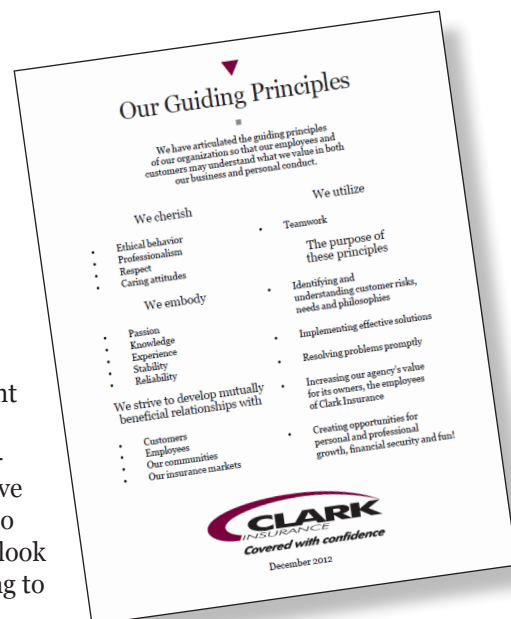 Our Guiding Principles
We have articulated the guiding principles
of our organization so that our employees and
customers may understand what we value in both
our business and personal conduct.
We cherish
• Ethical behavior
• Professionalism
• Respect
• Caring attitudes
We embody
• Passion
• Knowledge
• Experience
• Stability
• Reliability
We strive to develop mutually
beneficial relationships with
• Customers
• Employees
• Our communities
• Our insurance markets
We utilize
• Teamwork
The purpose of
these principles
• Identifying and
understanding customer risks,
needs and philosophies
• Implementing effective solutions
• Resolving problems promptly
• Increasing our agency's value
for its owners, the employees
of Clark Insurance
• Creating opportunities for
personal and professional
growth, financial security and fun!
CLARK
INSURANCE
Covered with confidence
December 2012
nt
-
ve
o
look
g to